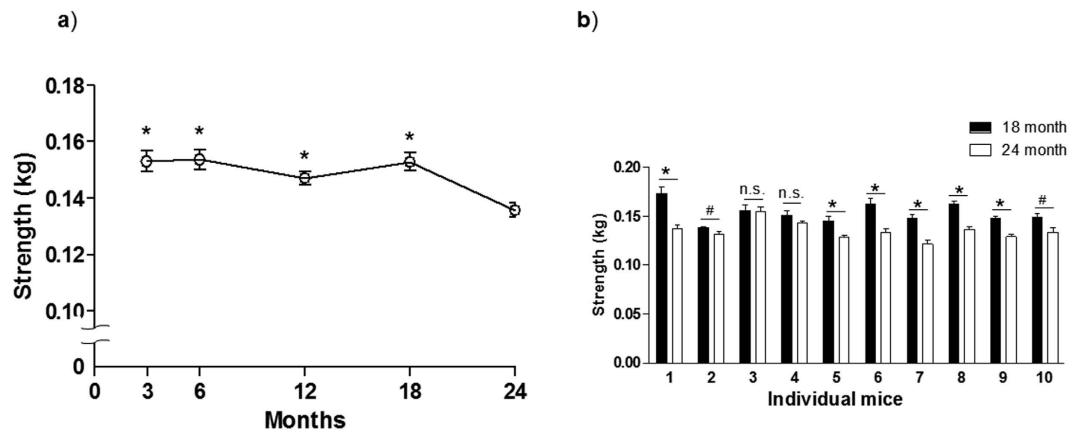 a)
0.18
0.16
0.14
0.12
0.10
0
Strength (kg)
* * * *
0 3 6 12 18 24
Months
b)
18 month
24 month
0.20
0.15
0.10
0.05
0.00
Strength (kg)
* # n.s. n.s. * * * * * #
1 2 3 4 5 6 7 8 9 10
Individual mice